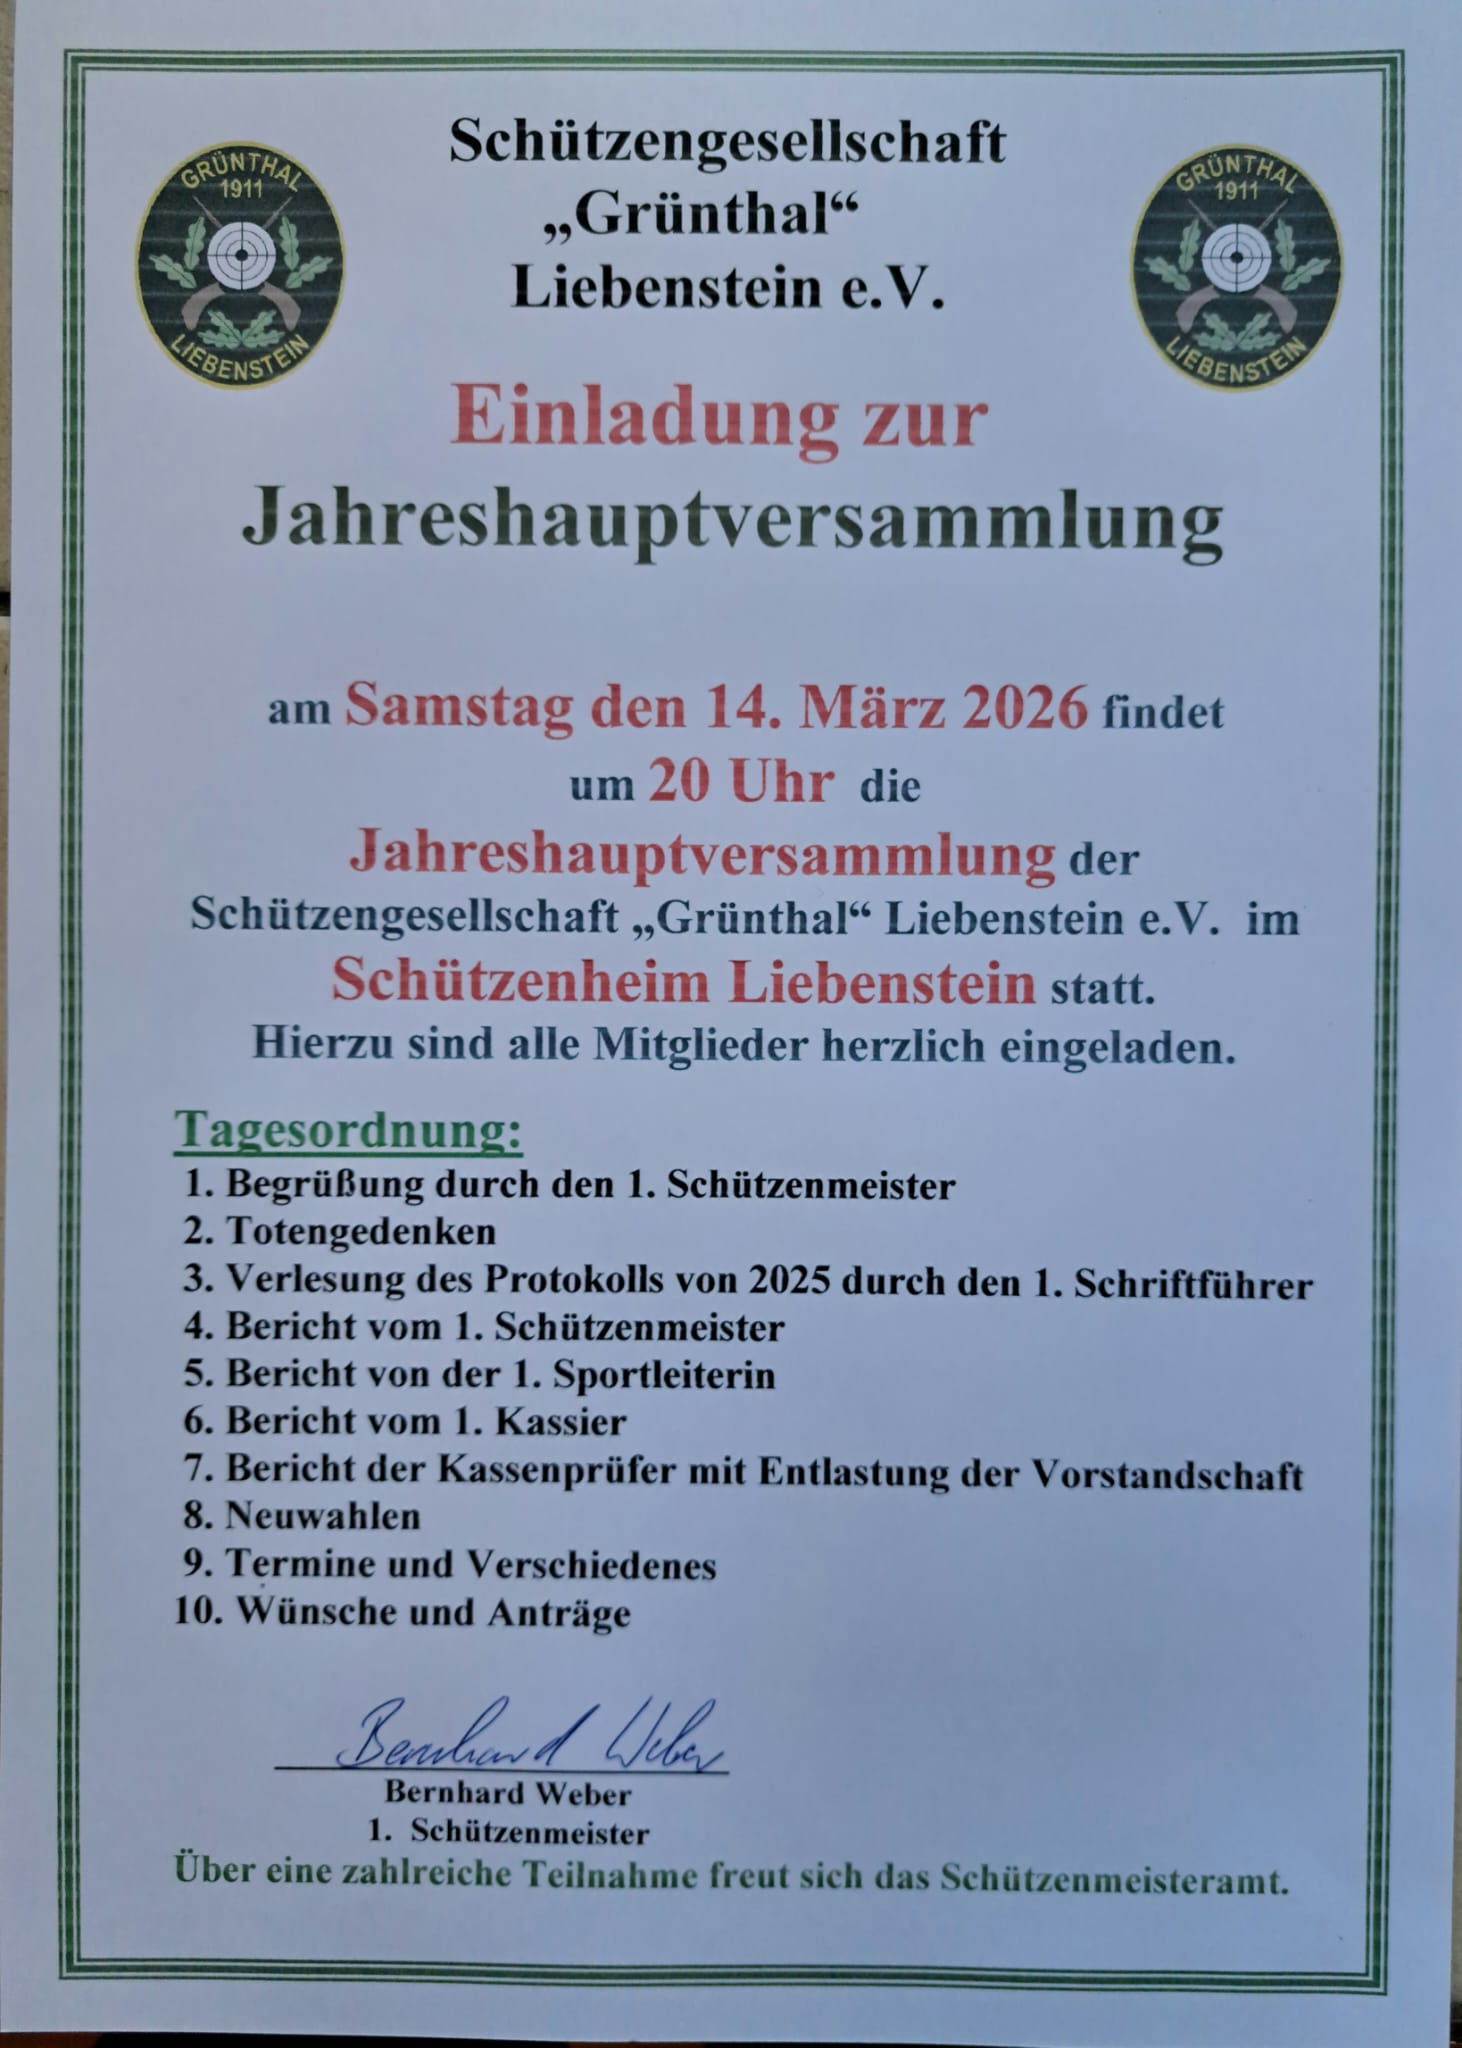 Schützengesellschaft
„Grünthal“
Liebenstein e.V.
GRÜNTHAL
1911
LIEBENSTEIN
GRÜNTHAL
1911
LIEBENSTEIN
Einladung zur
Jahreshauptversammlung
am Samstag den 14. März 2026 findet
um 20 Uhr die
Jahreshauptversammlung der
Schützengesellschaft „Grünthal“ Liebenstein e.V. im
Schützenheim Liebenstein statt.
Hierzu sind alle Mitglieder herzlich eingeladen.
Tagesordnung:
1. Begrüßung durch den 1. Schützenmeister
2. Totengedenken
3. Verlesung des Protokolls von 2025 durch den 1. Schriftführer
4. Bericht vom 1. Schützenmeister
5. Bericht von der 1. Sportleiterin
6. Bericht vom 1. Kassier
7. Bericht der Kassenprüfer mit Entlastung der Vorstandschaft
8. Neuwahlen
9. Termine und Verschiedenes
10. Wünsche und Anträge
Bernhard Weber
Bernhard Weber
1. Schützenmeister
Über eine zahlreiche Teilnahme freut sich das Schützenmeisteramt.